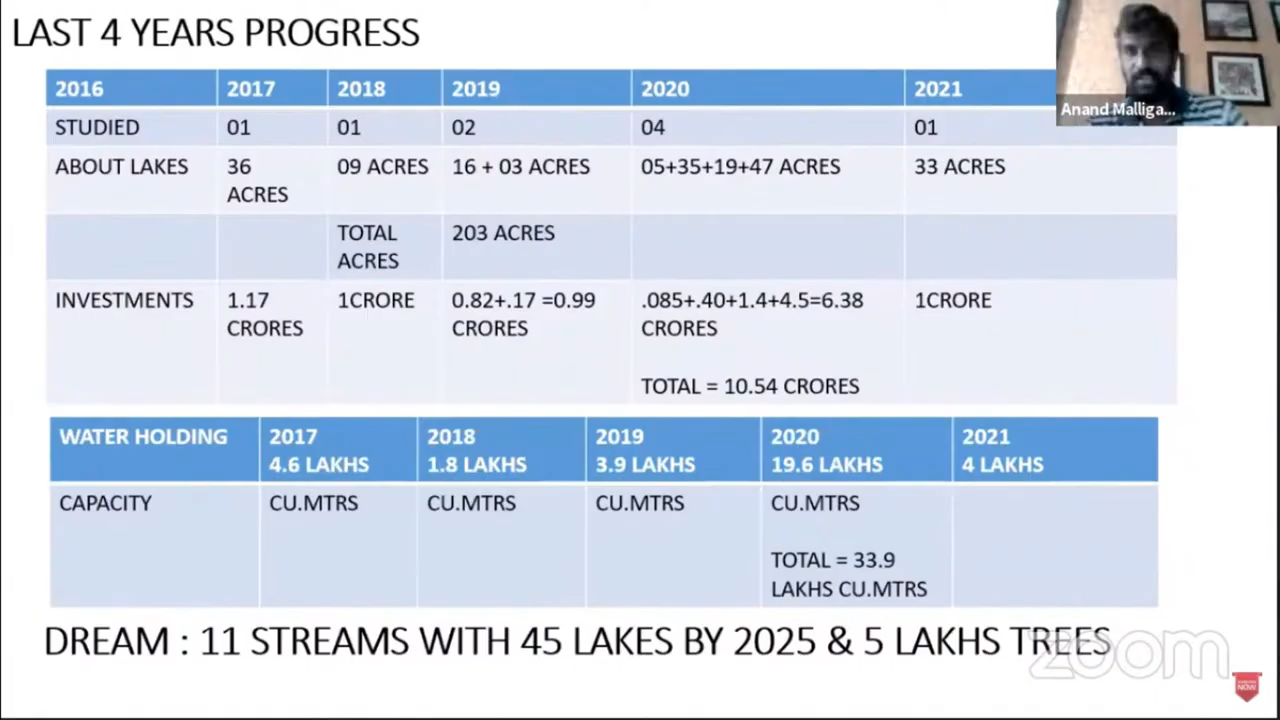 LAST 4 YEARS PROGRESS
Anand Malliga...
2016 2017 2018 2019 2020 2021
STUDIED 01 01 02 04 01
ABOUT LAKES 36 ACRES 09 ACRES 16 + 03 ACRES 05+35+19+47 ACRES 33 ACRES
TOTAL ACRES 203 ACRES
INVESTMENTS 1.17 CRORES 1CRORE 0.82+.17 =0.99 CRORES .085+.40+1.4+4.5=6.38 CRORES 1CRORE
TOTAL = 10.54 CRORES
WATER HOLDING 2017 4.6 LAKHS 2018 1.8 LAKHS 2019 3.9 LAKHS 2020 19.6 LAKHS 2021 4 LAKHS
CAPACITY CU.MTRS CU.MTRS CU.MTRS CU.MTRS
TOTAL = 33.9 LAKHS CU.MTRS
DREAM : 11 STREAMS WITH 45 LAKES BY 2025 & 5 LAKHS TREES
zoom
NOW